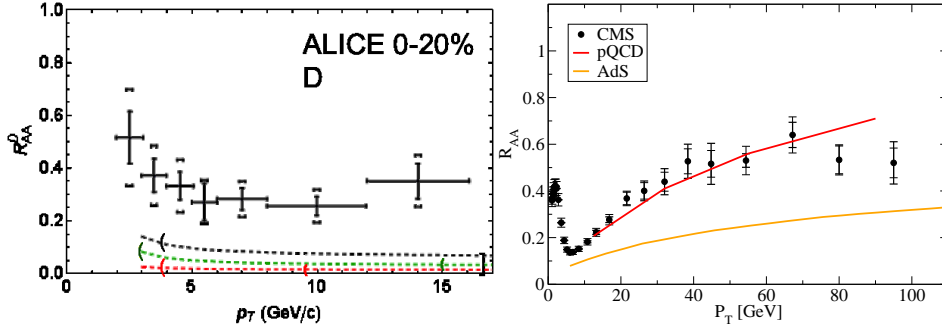 ALICE 0-20%
D
R_AA^D
1.0
0.8
0.6
0.4
0.2
0.0
0 5 10 15
p_T (GeV/c)
CMS
pQCD
AdS
R_AA
1
0.8
0.6
0.4
0.2
0
0 20 40 60 80 100
P_T [GeV]